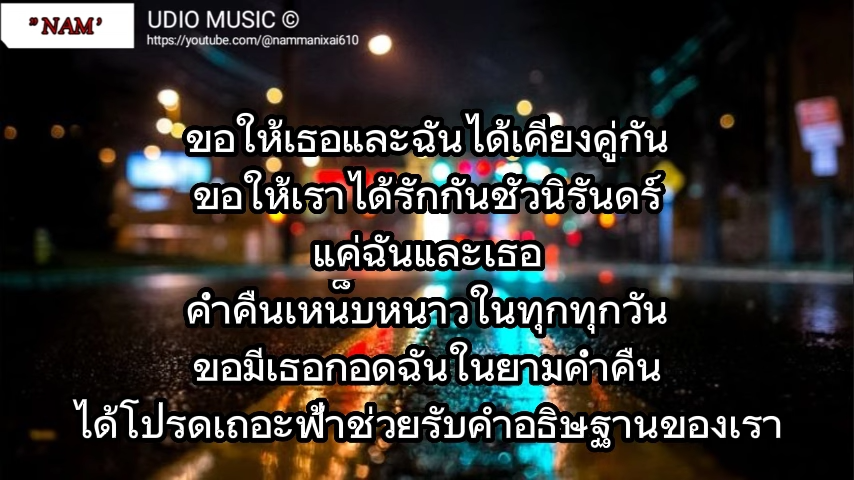 "NAM'
UDIO MUSIC ©
https://youtube.com/@nammanixai610
ขอให้เธอและฉันได้เคียงคู่กัน
ขอให้เราได้รักกันชั่วนิรันดร์
แค่ฉันและเธอ
ค่ำคืนเหน็บหนาวในทุกทุกวัน
ขอมีเธอกอดฉันในยามค่ำคืน
ได้โปรดเถอะฟ้าช่วยรับคำอธิษฐานของเรา